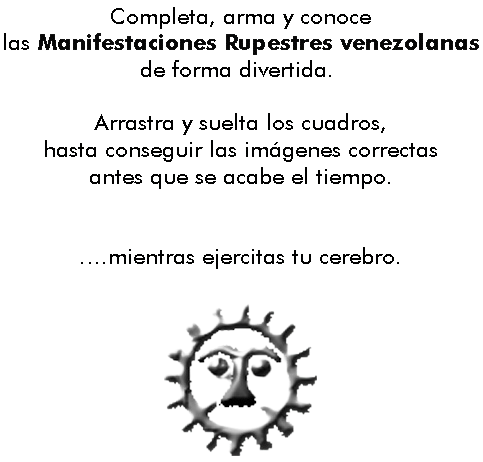 Completa, arma y conoce
las Manifestaciones Rupestres venezolanas
de forma divertida.
Arrastra y suelta los cuadros,
hasta conseguir las imágenes correctas
antes que se acabe el tiempo.
....mientras ejercitas tu cerebro.